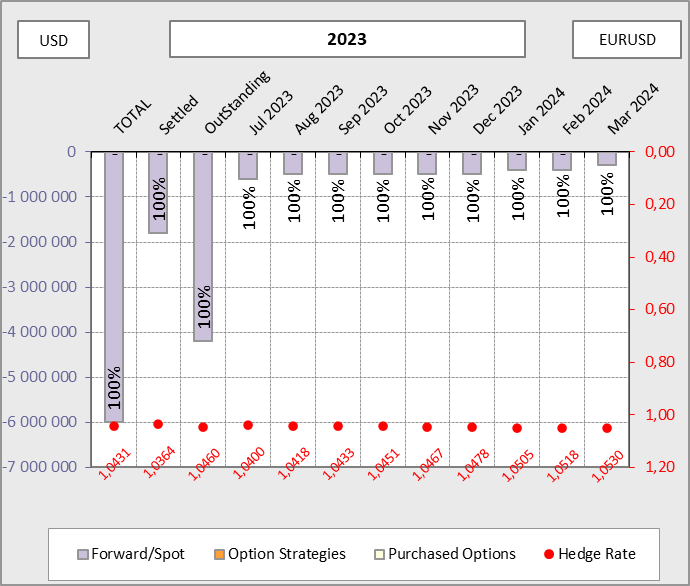 USD
2023
EURUSD
TOTAL
Settled
OutStanding
Jul 2023
Aug 2023
Sep 2023
Oct 2023
Nov 2023
Dec 2023
Jan 2024
Feb 2024
Mar 2024
0
-1 000 000
-2 000 000
-3 000 000
-4 000 000
-5 000 000
-6 000 000
-7 000 000
100%
100%
100%
100%
100%
100%
100%
100%
100%
100%
100%
100%
0,00
0,20
0,40
0,60
0,80
1,00
1,20
1,0431
1,0364
1,0460
1,0400
1,0418
1,0433
1,0451
1,0467
1,0478
1,0505
1,0518
1,0530
Forward/Spot
Option Strategies
Purchased Options
Hedge Rate